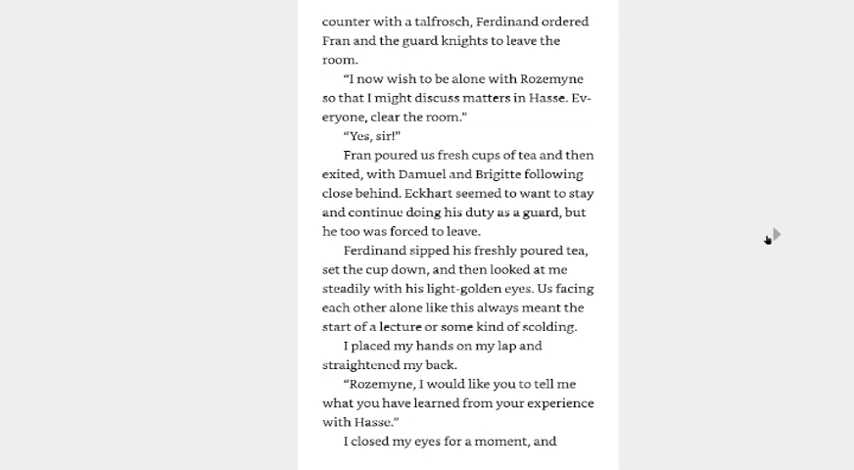 counter with a talfrosch, Ferdinand ordered
Fran and the guard knights to leave the
room.
“I now wish to be alone with Rozemyne
so that I might discuss matters in Hasse. Ev-
eryone, clear the room.”
“Yes, sir!”
Fran poured us fresh cups of tea and then
exited, with Damuel and Brigitte following
close behind. Eckhart seemed to want to stay
and continue doing his duty as a guard, but
he too was forced to leave.
Ferdinand sipped his freshly poured tea,
set the cup down, and then looked at me
steadily with his light-golden eyes. Us facing
each other alone like this always meant the
start of a lecture or some kind of scolding.
I placed my hands on my lap and
straightened my back.
“Rozemyne, I would like you to tell me
what you have learned from your experience
with Hasse.”
I closed my eyes for a moment, and